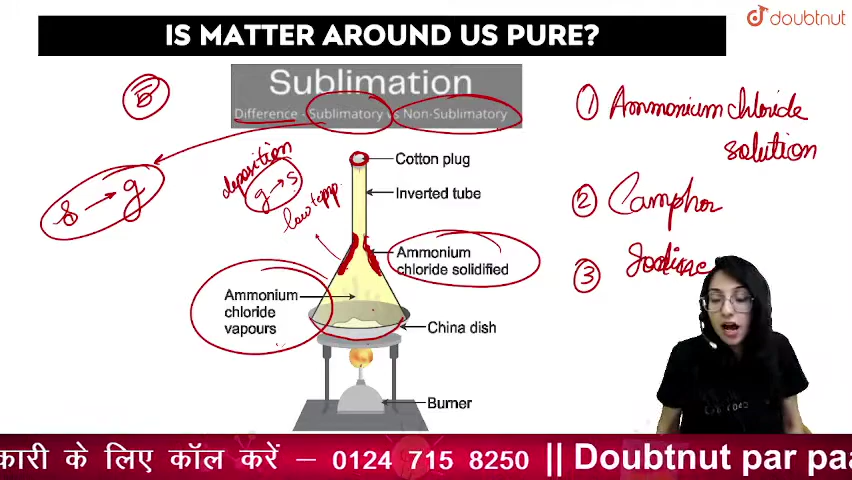 IS MATTER AROUND US PURE?
doubtnut
Sublimation
Difference - Sublimatory vs Non-Sublimatory
① Ammonium chloride
solution
② Camphor
③ Iodine
s → g
deposition
g → s
low temp.
Cotton plug
Inverted tube
Ammonium
chloride solidified
Ammonium
chloride
vapours
China dish
Burner
कारी के लिए कॉल करें – 0124 715 8250 || Doubtnut par paa